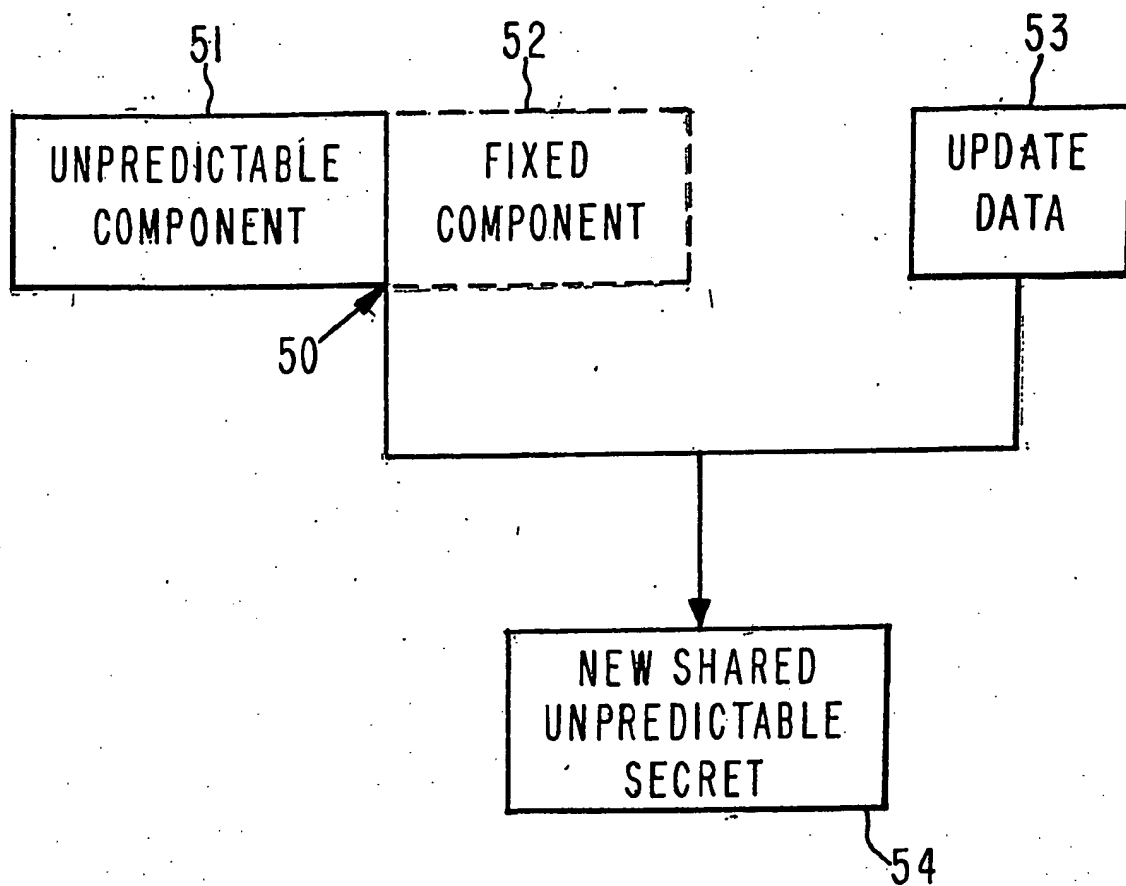 51
52
53
UNPREDICTABLE
COMPONENT
FIXED
COMPONENT
UPDATE
DATA
50
NEW SHARED
UNPREDICTABLE
SECRET
54